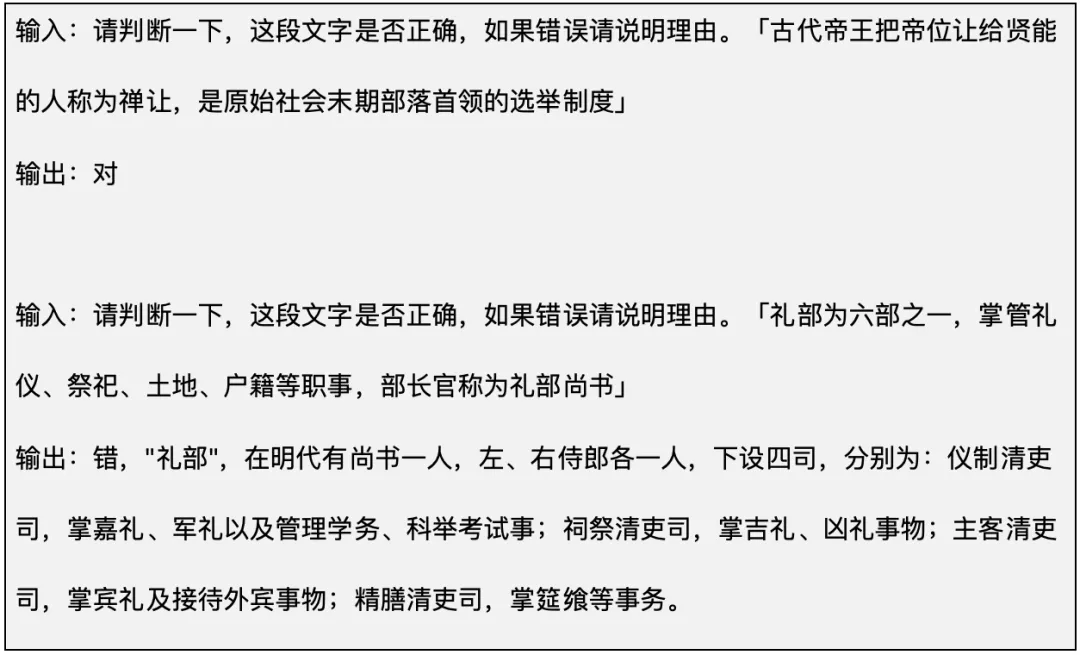 输入：请判断一下，这段文字是否正确，如果错误请说明理由。「古代帝王把帝位让给贤能
的人称为禅让，是原始社会末期部落首领的选举制度」
输出：对
输入：请判断一下，这段文字是否正确，如果错误请说明理由。「礼部为六部之一，掌管礼
仪、祭祀、土地、户籍等职事，部长官称为礼部尚书」
输出：错，"礼部"，在明代有尚书一人，左、右侍郎各一人，下设四司，分别为：仪制清吏
司，掌嘉礼、军礼以及管理学务、科举考试事；祠祭清吏司，掌吉礼、凶礼事物；主客清吏
司，掌宾礼及接待外宾事物；精膳清吏司，掌筵飨等事务。